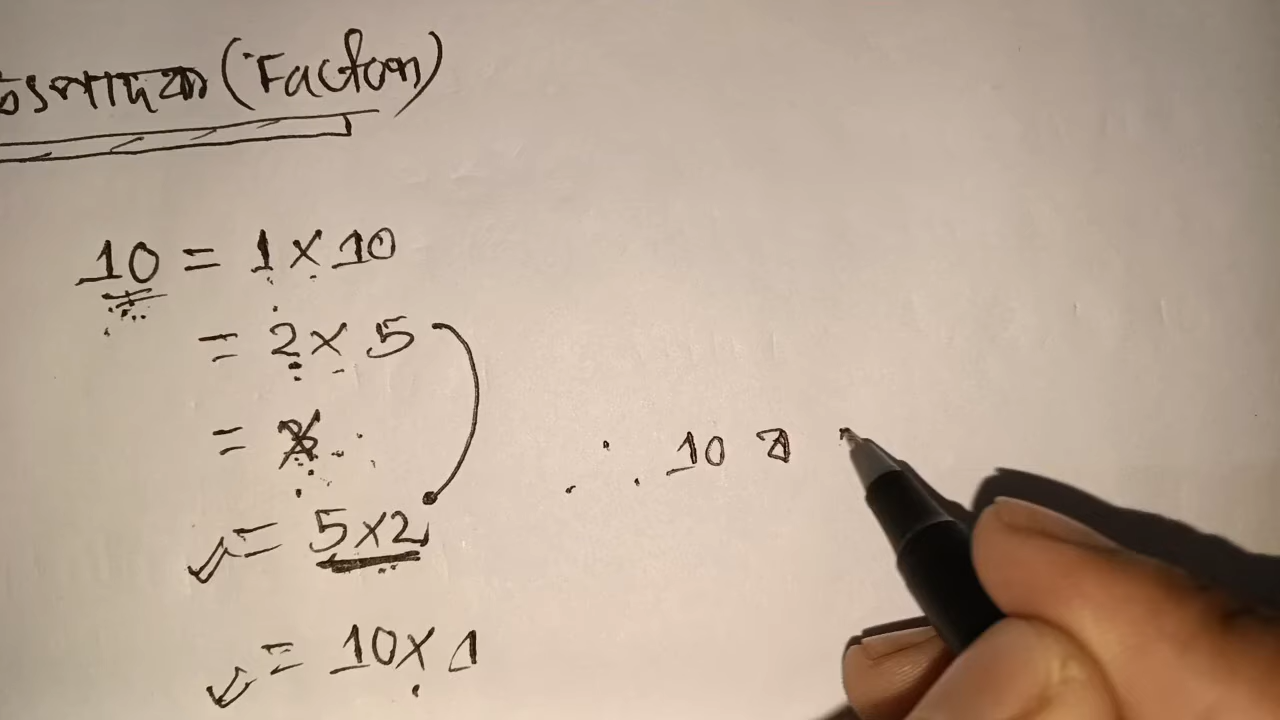 (Factor)
10 = 1 × 10
= 2 × 5
=
= 5 × 2
= 10 × 1
∴ 10 ব